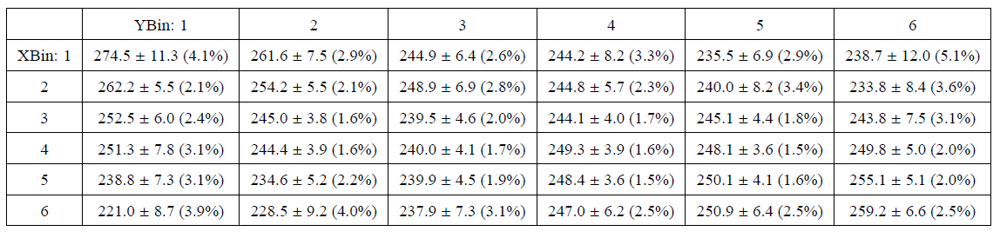 YBin: 1 2 3 4 5 6
XBin: 1 274.5 ± 11.3 (4.1%) 261.6 ± 7.5 (2.9%) 244.9 ± 6.4 (2.6%) 244.2 ± 8.2 (3.3%) 235.5 ± 6.9 (2.9%) 238.7 ± 12.0 (5.1%)
2 262.2 ± 5.5 (2.1%) 254.2 ± 5.5 (2.1%) 248.9 ± 6.9 (2.8%) 244.8 ± 5.7 (2.3%) 240.0 ± 8.2 (3.4%) 233.8 ± 8.4 (3.6%)
3 252.5 ± 6.0 (2.4%) 245.0 ± 3.8 (1.6%) 239.5 ± 4.6 (2.0%) 244.1 ± 4.0 (1.7%) 245.1 ± 4.4 (1.8%) 243.8 ± 7.5 (3.1%)
4 251.3 ± 7.8 (3.1%) 244.4 ± 3.9 (1.6%) 240.0 ± 4.1 (1.7%) 249.3 ± 3.9 (1.6%) 248.1 ± 3.6 (1.5%) 249.8 ± 5.0 (2.0%)
5 238.8 ± 7.3 (3.1%) 234.6 ± 5.2 (2.2%) 239.9 ± 4.5 (1.9%) 248.4 ± 3.6 (1.5%) 250.1 ± 4.1 (1.6%) 255.1 ± 5.1 (2.0%)
6 221.0 ± 8.7 (3.9%) 228.5 ± 9.2 (4.0%) 237.9 ± 7.3 (3.1%) 247.0 ± 6.2 (2.5%) 250.9 ± 6.4 (2.5%) 259.2 ± 6.6 (2.5%)